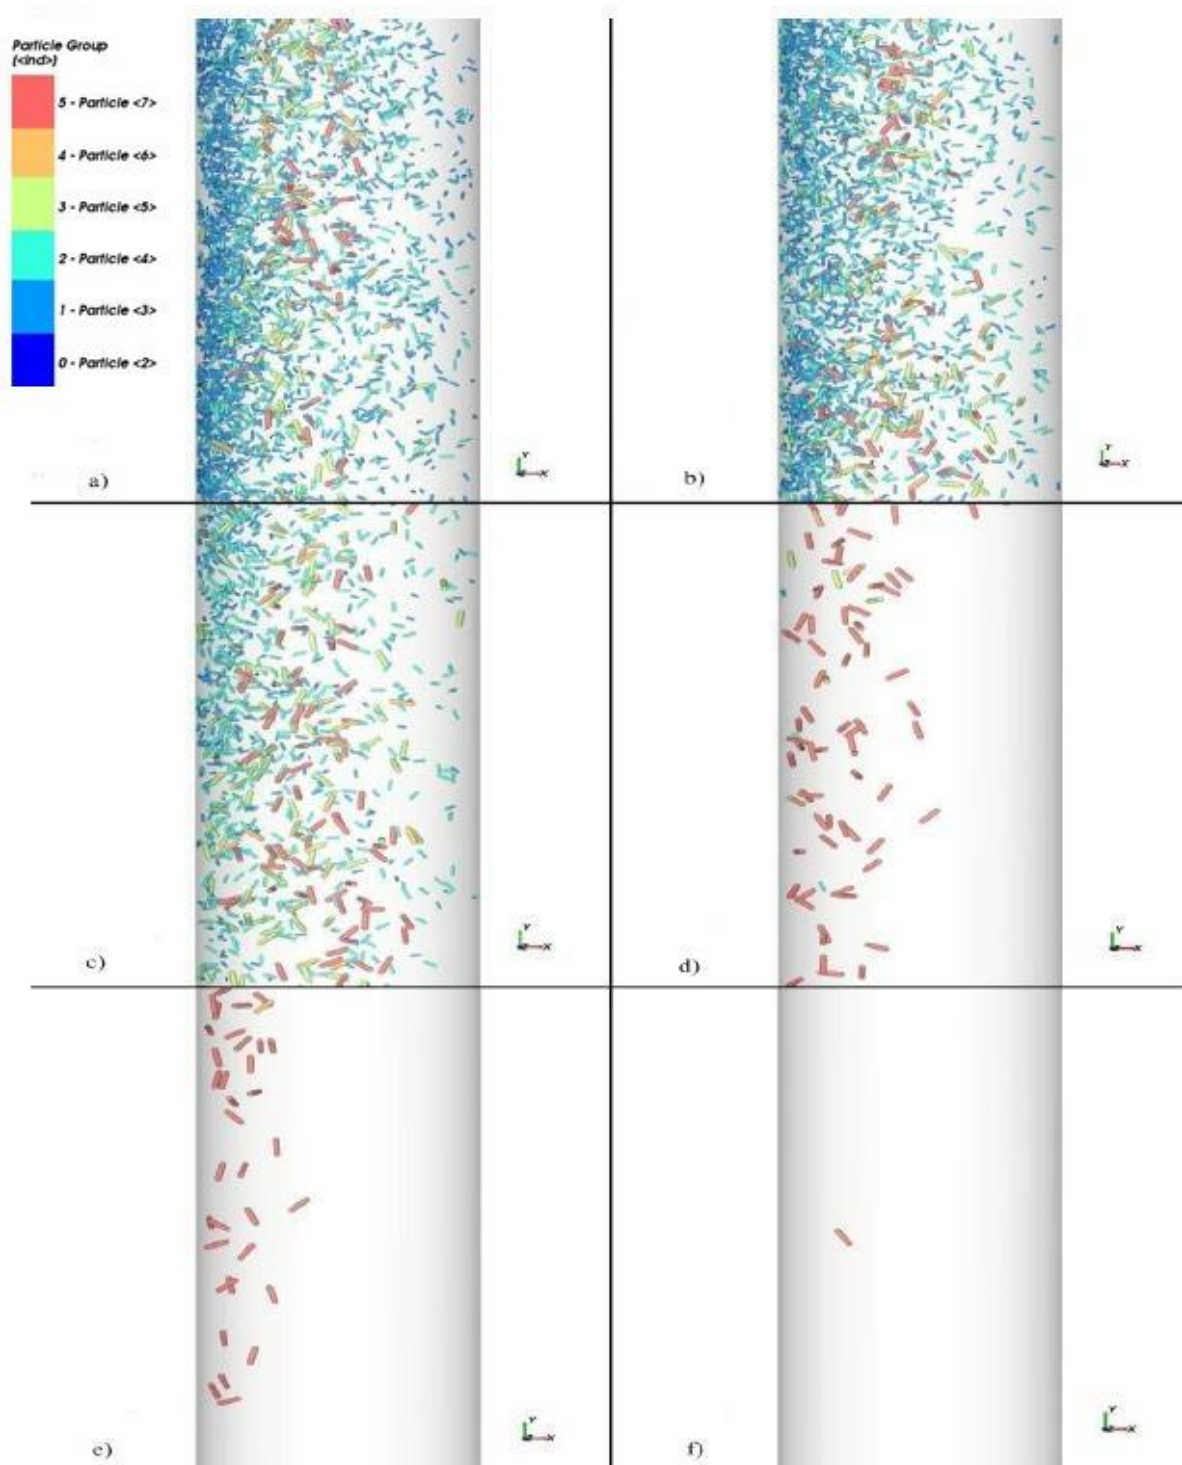 Particle Group
(<ind>)
5 - Particle <7>
4 - Particle <6>
3 - Particle <5>
2 - Particle <4>
1 - Particle <3>
0 - Particle <2>
Y
X
a)
Y
X
b)
Y
X
c)
Y
X
d)
Y
X
e)
Y
X
f)